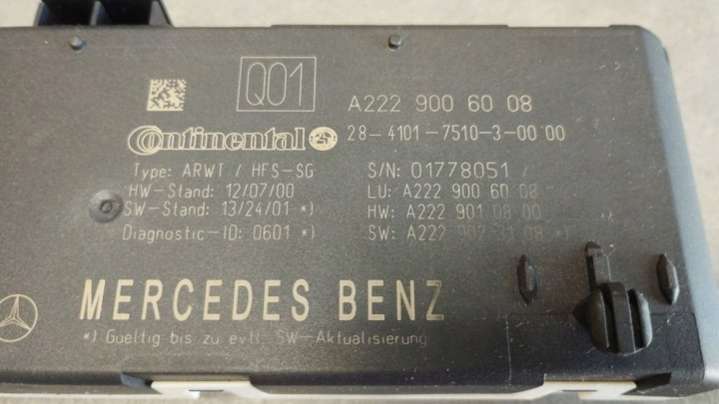 Q01
A222 900 60 08
Continental
28-4101-7510-3-00 00
Type: ARWT / HFS-SG
S/N: 01778051
HW-Stand: 12/07/00
LU: A222 900 60 08
SW-Stand: 13/24/01 *)
HW: A222 901 08 00
Diagnostic-ID: 0601 *)
SW: A222
MERCEDES BENZ
*) Gueltig bis zu evtl. SW-Aktualisierung